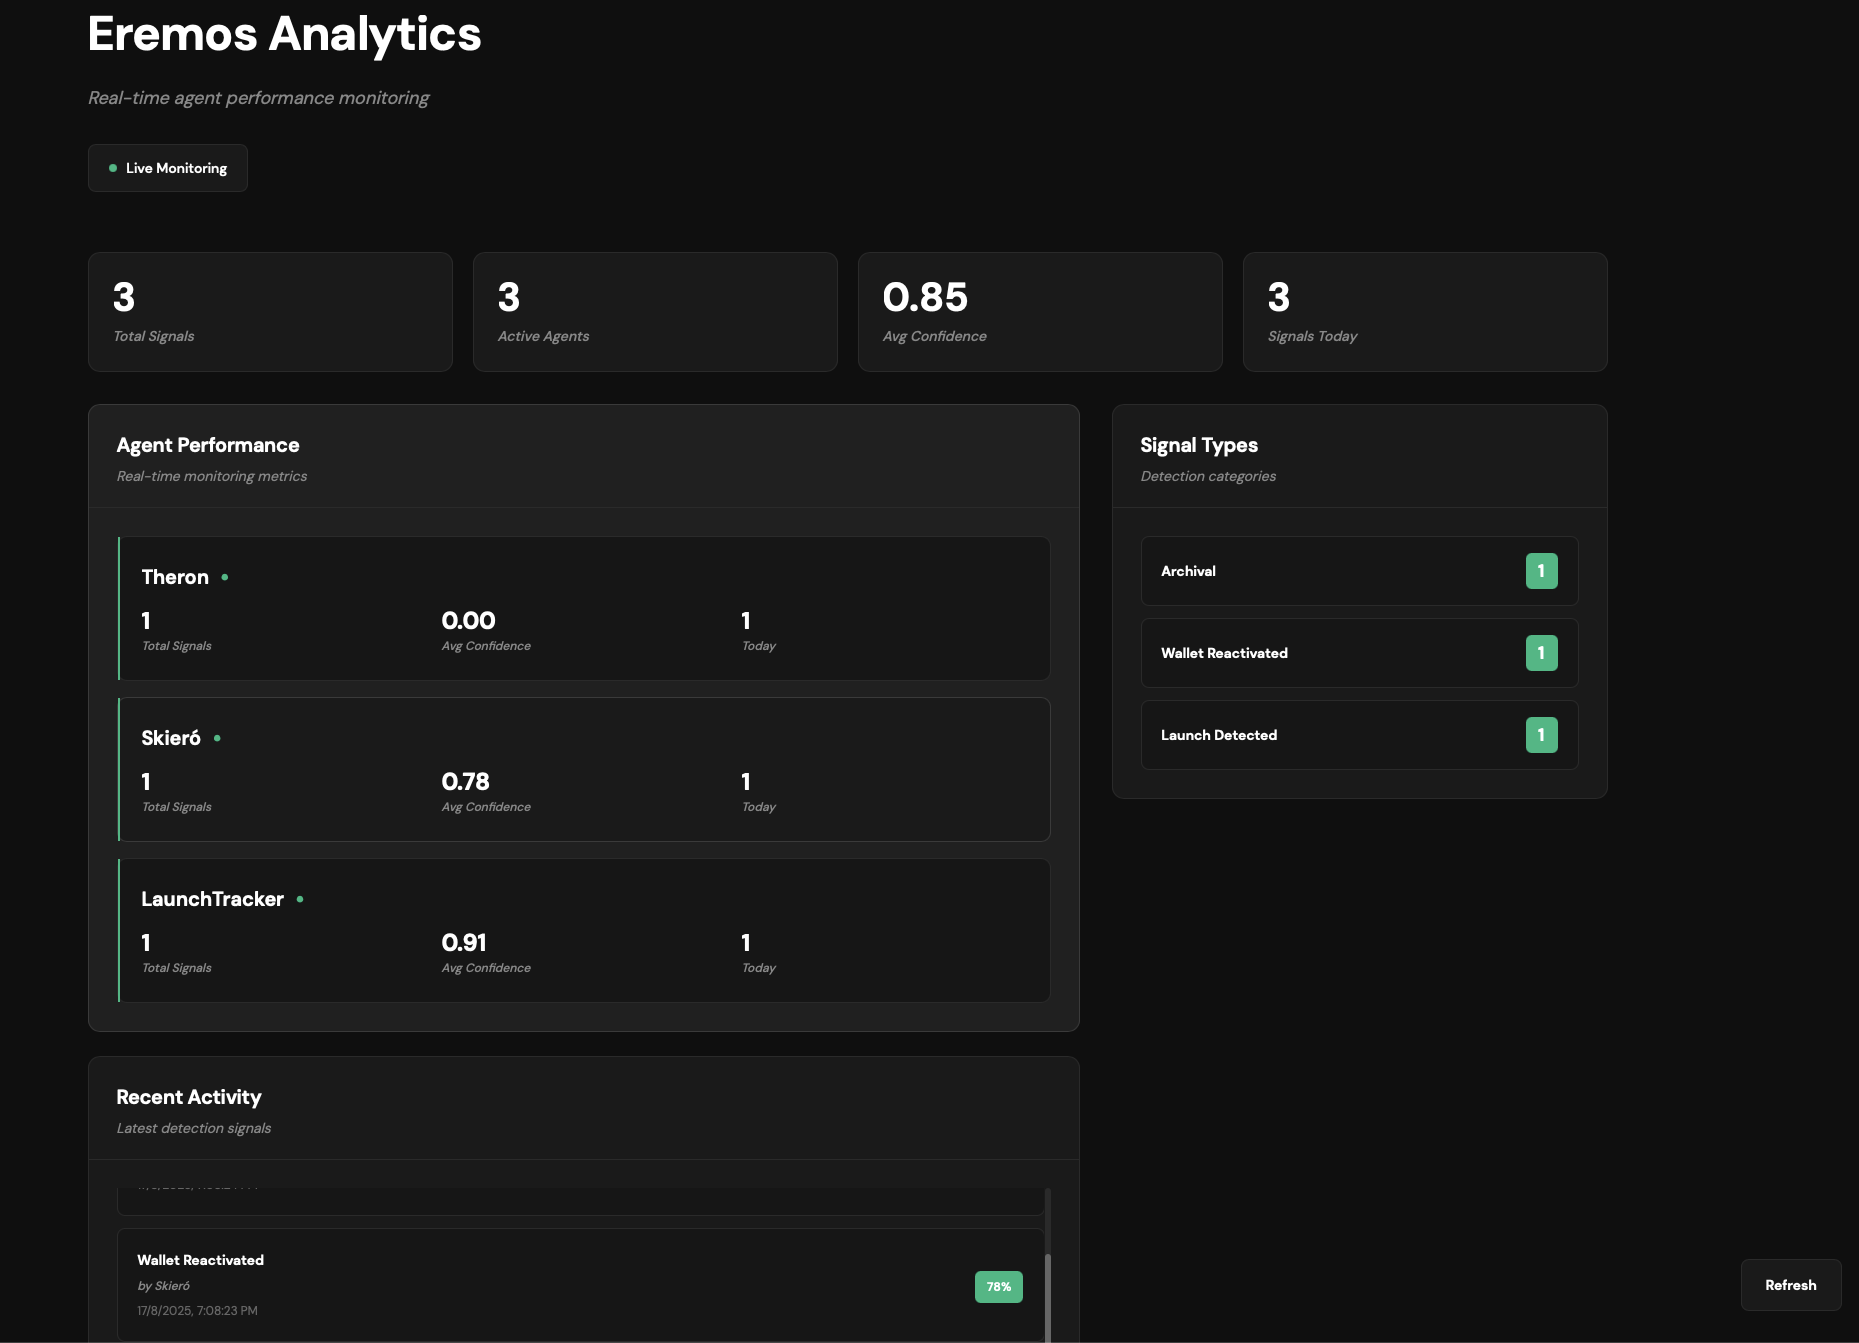 Eremos Analytics
Real-time agent performance monitoring
Live Monitoring
3
Total Signals
3
Active Agents
0.85
Avg Confidence
3
Signals Today
Agent Performance
Real-time monitoring metrics
Theron
1
Total Signals
0.00
Avg Confidence
1
Today
Skieró
1
Total Signals
0.78
Avg Confidence
1
Today
LaunchTracker
1
Total Signals
0.91
Avg Confidence
1
Today
Signal Types
Detection categories
Archival
1
Wallet Reactivated
1
Launch Detected
1
Recent Activity
Latest detection signals
Wallet Reactivated
by Skieró
17/8/2025, 7:08:23 PM
78%
Refresh